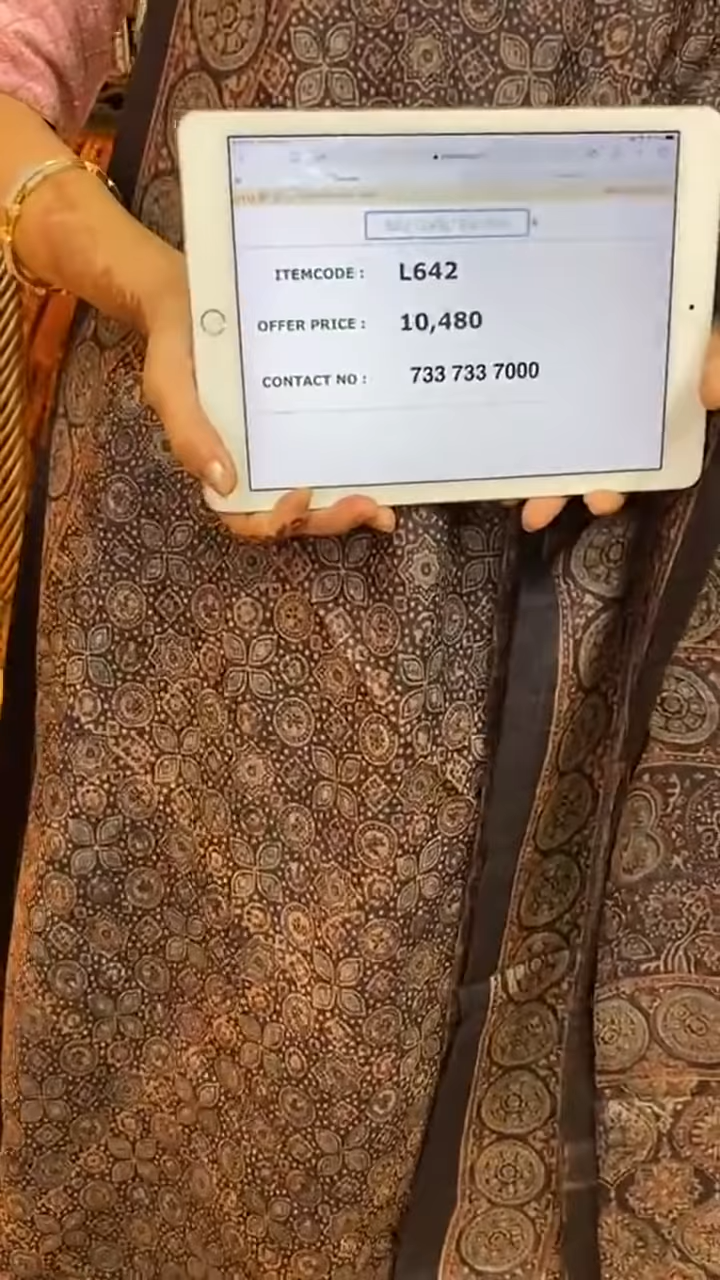 ITEMCODE : L642
OFFER PRICE : 10,480
CONTACT NO : 733 733 7000